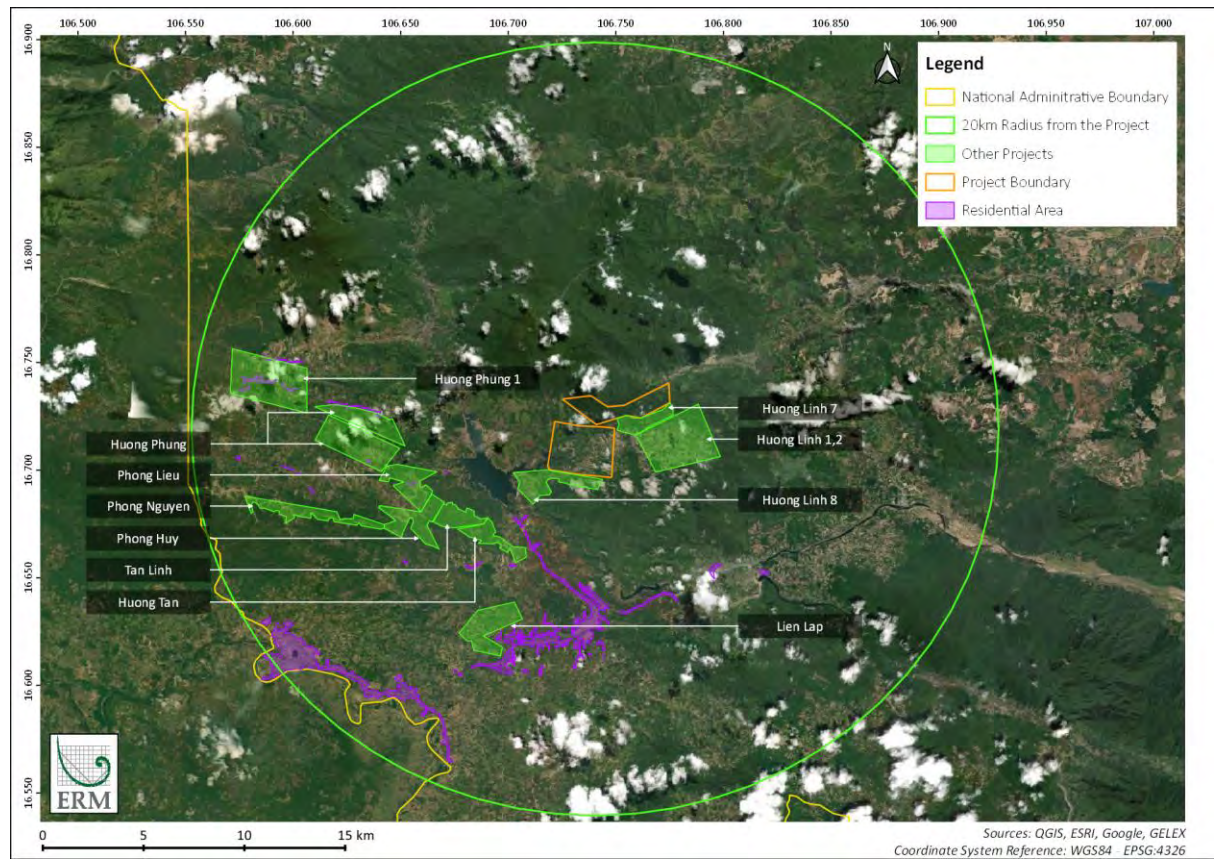 106.500 106.550 106.600 106.650 106.700 106.750 106.800 106.850 106.900 106.950 107.000
16.900
16.850
16.800
16.750
16.700
16.650
16.600
16.550
N
Legend
National Adminitrative Boundary
20km Radius from the Project
Other Projects
Project Boundary
Residential Area
Huong Phung 1
Huong Phung
Phong Lieu
Phong Nguyen
Phong Huy
Tan Linh
Huong Tan
Huong Linh 7
Huong Linh 1,2
Huong Linh 8
Lien Lap
ERM
0 5 10 15 km
Sources: QGIS, ESRI, Google, GELEX
Coordinate System Reference: WGS84 - EPSG:4326